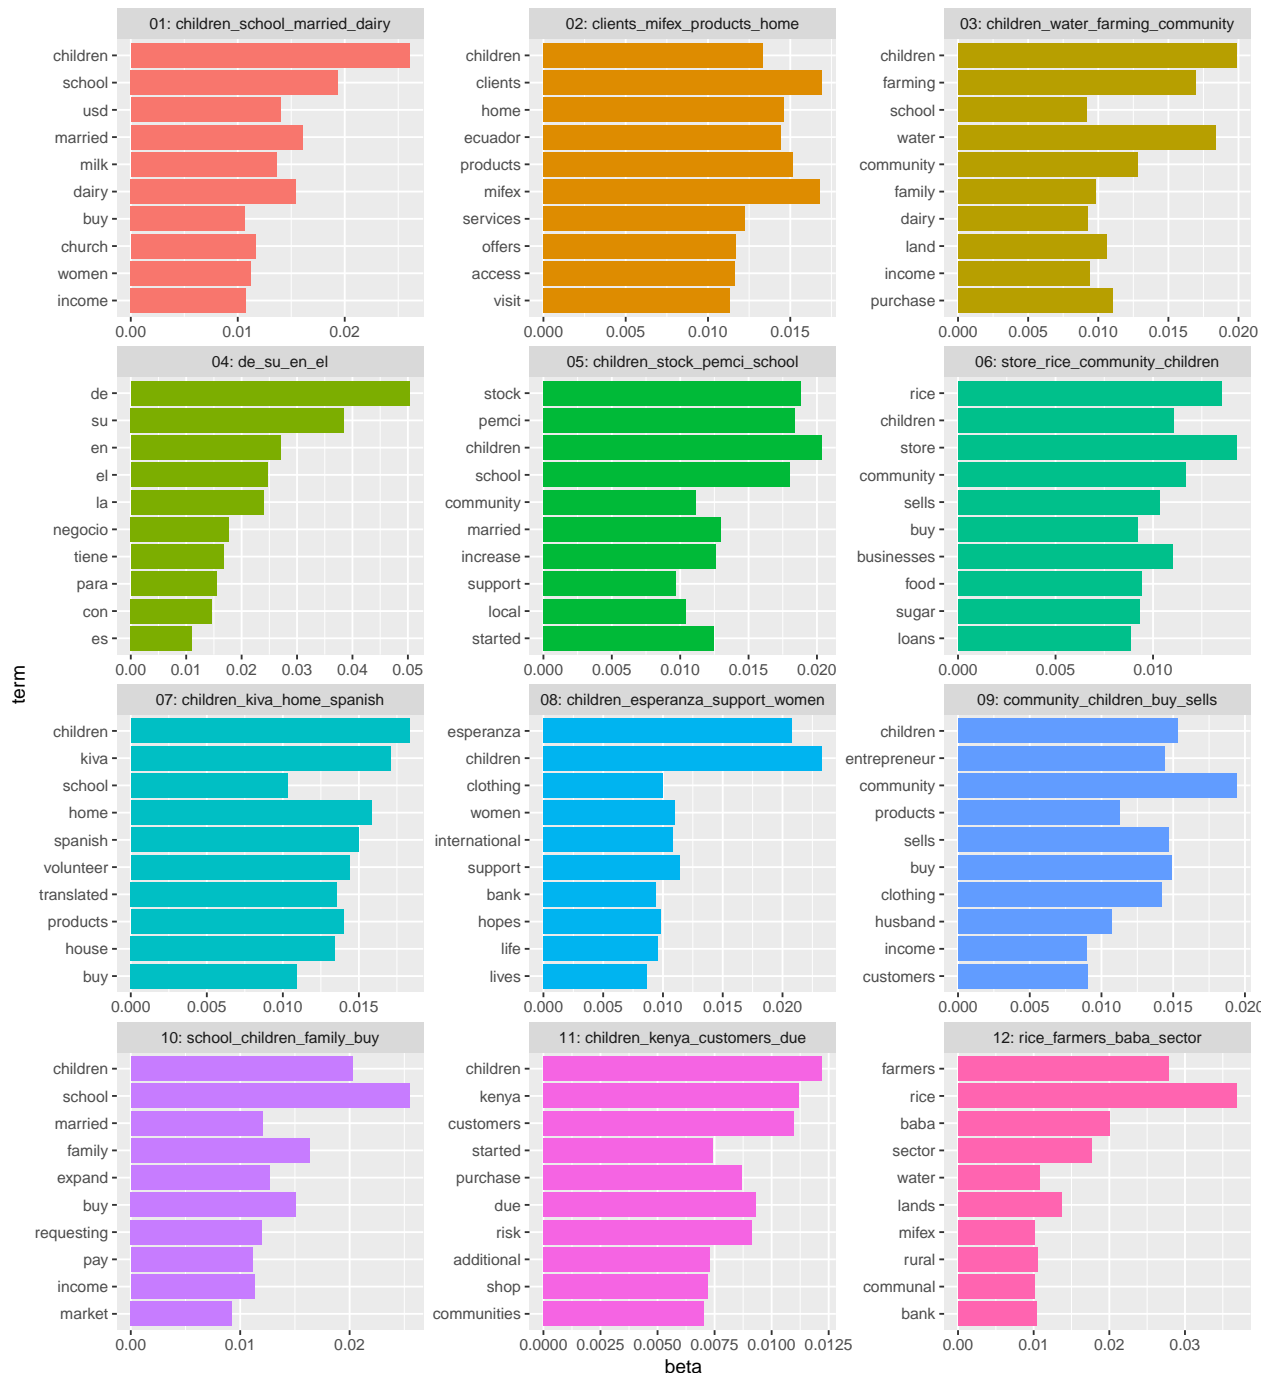 01: children_school_married_dairy
children
school
usd
married
milk
dairy
buy
church
women
income
0.00 0.01 0.02
02: clients_mifex_products_home
children
clients
home
ecuador
products
mifex
services
offers
access
visit
0.000 0.005 0.010 0.015
03: children_water_farming_community
children
farming
school
water
community
family
dairy
land
income
purchase
0.000 0.005 0.010 0.015 0.020
04: de_su_en_el
de
su
en
el
la
negocio
tiene
para
con
es
0.00 0.01 0.02 0.03 0.04 0.05
05: children_stock_pemci_school
stock
pemci
children
school
community
married
increase
support
local
started
0.000 0.005 0.010 0.015 0.020
06: store_rice_community_children
rice
children
store
community
sells
buy
businesses
food
sugar
loans
0.000 0.005 0.010
term
07: children_kiva_home_spanish
children
kiva
school
home
spanish
volunteer
translated
products
house
buy
0.000 0.005 0.010 0.015
08: children_esperanza_support_women
esperanza
children
clothing
women
international
support
bank
hopes
life
lives
0.000 0.005 0.010 0.015 0.020
09: community_children_buy_sells
children
entrepreneur
community
products
sells
buy
clothing
husband
income
customers
0.000 0.005 0.010 0.015 0.020
10: school_children_family_buy
children
school
married
family
expand
buy
requesting
pay
income
market
0.00 0.01 0.02
11: children_kenya_customers_due
children
kenya
customers
started
purchase
due
risk
additional
shop
communities
0.0000 0.0025 0.0050 0.0075 0.0100 0.0125
12: rice_farmers_baba_sector
farmers
rice
baba
sector
water
lands
mifex
rural
communal
bank
0.00 0.01 0.02 0.03
beta